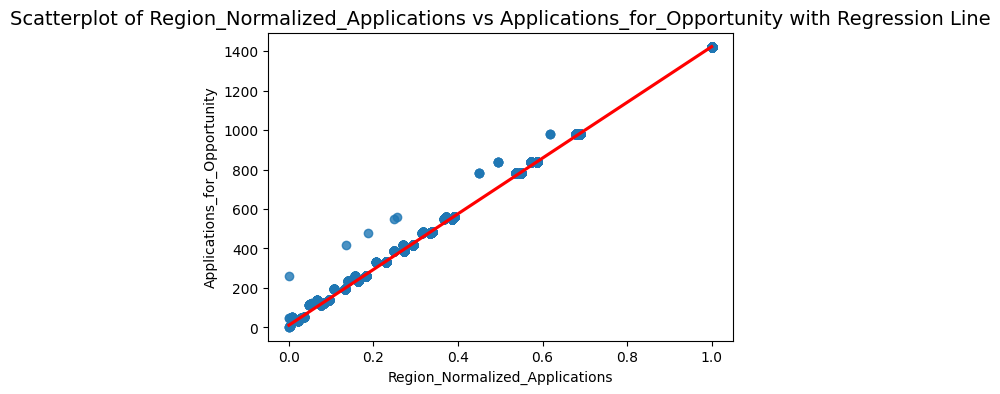 Scatterplot of Region_Normalized_Applications vs Applications_for_Opportunity with Regression Line
Applications_for_Opportunity
1400
1200
1000
800
600
400
200
0
0.0 0.2 0.4 0.6 0.8 1.0
Region_Normalized_Applications